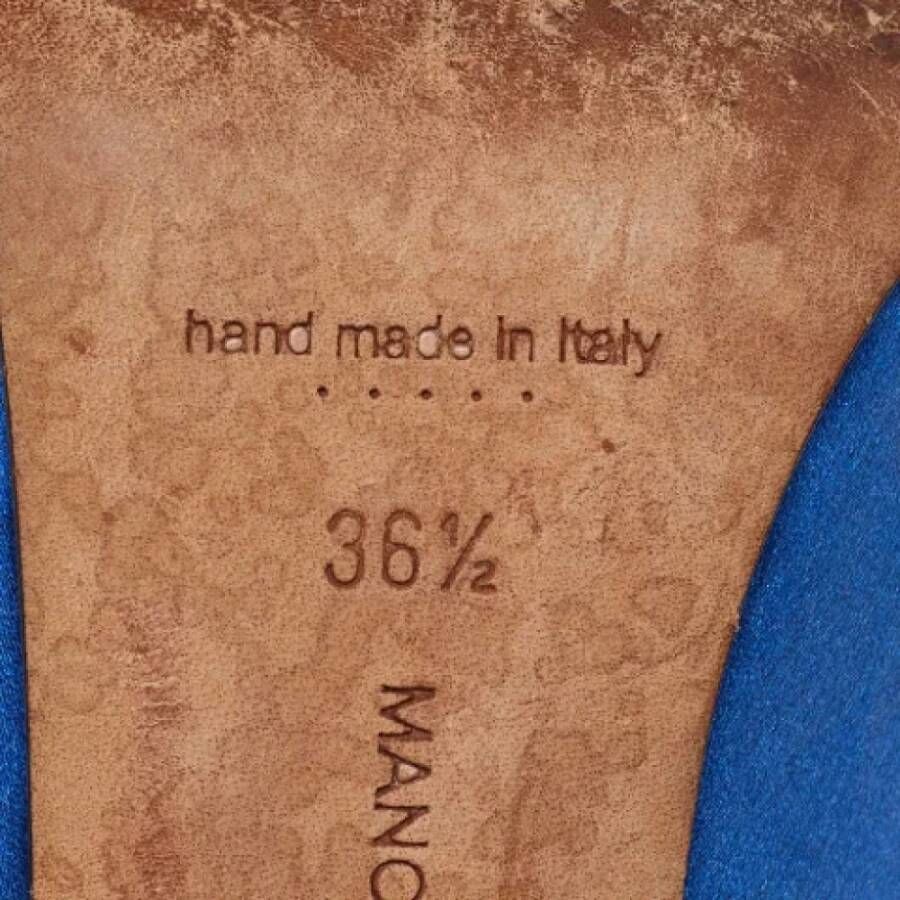 hand made in Italy
.....
36½
MANO